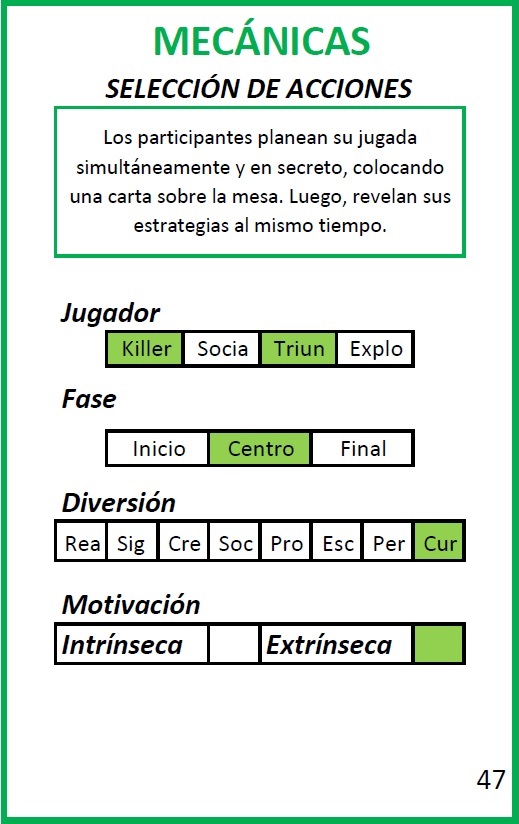 MECÁNICAS
SELECCIÓN DE ACCIONES
Los participantes planean su jugada
simultáneamente y en secreto, colocando
una carta sobre la mesa. Luego, revelan sus
estrategias al mismo tiempo.
Jugador
Killer Socia Triun Explo
Fase
Inicio Centro Final
Diversión
Rea Sig Cre Soc Pro Esc Per Cur
Motivación
Intrínseca Extrínseca
47